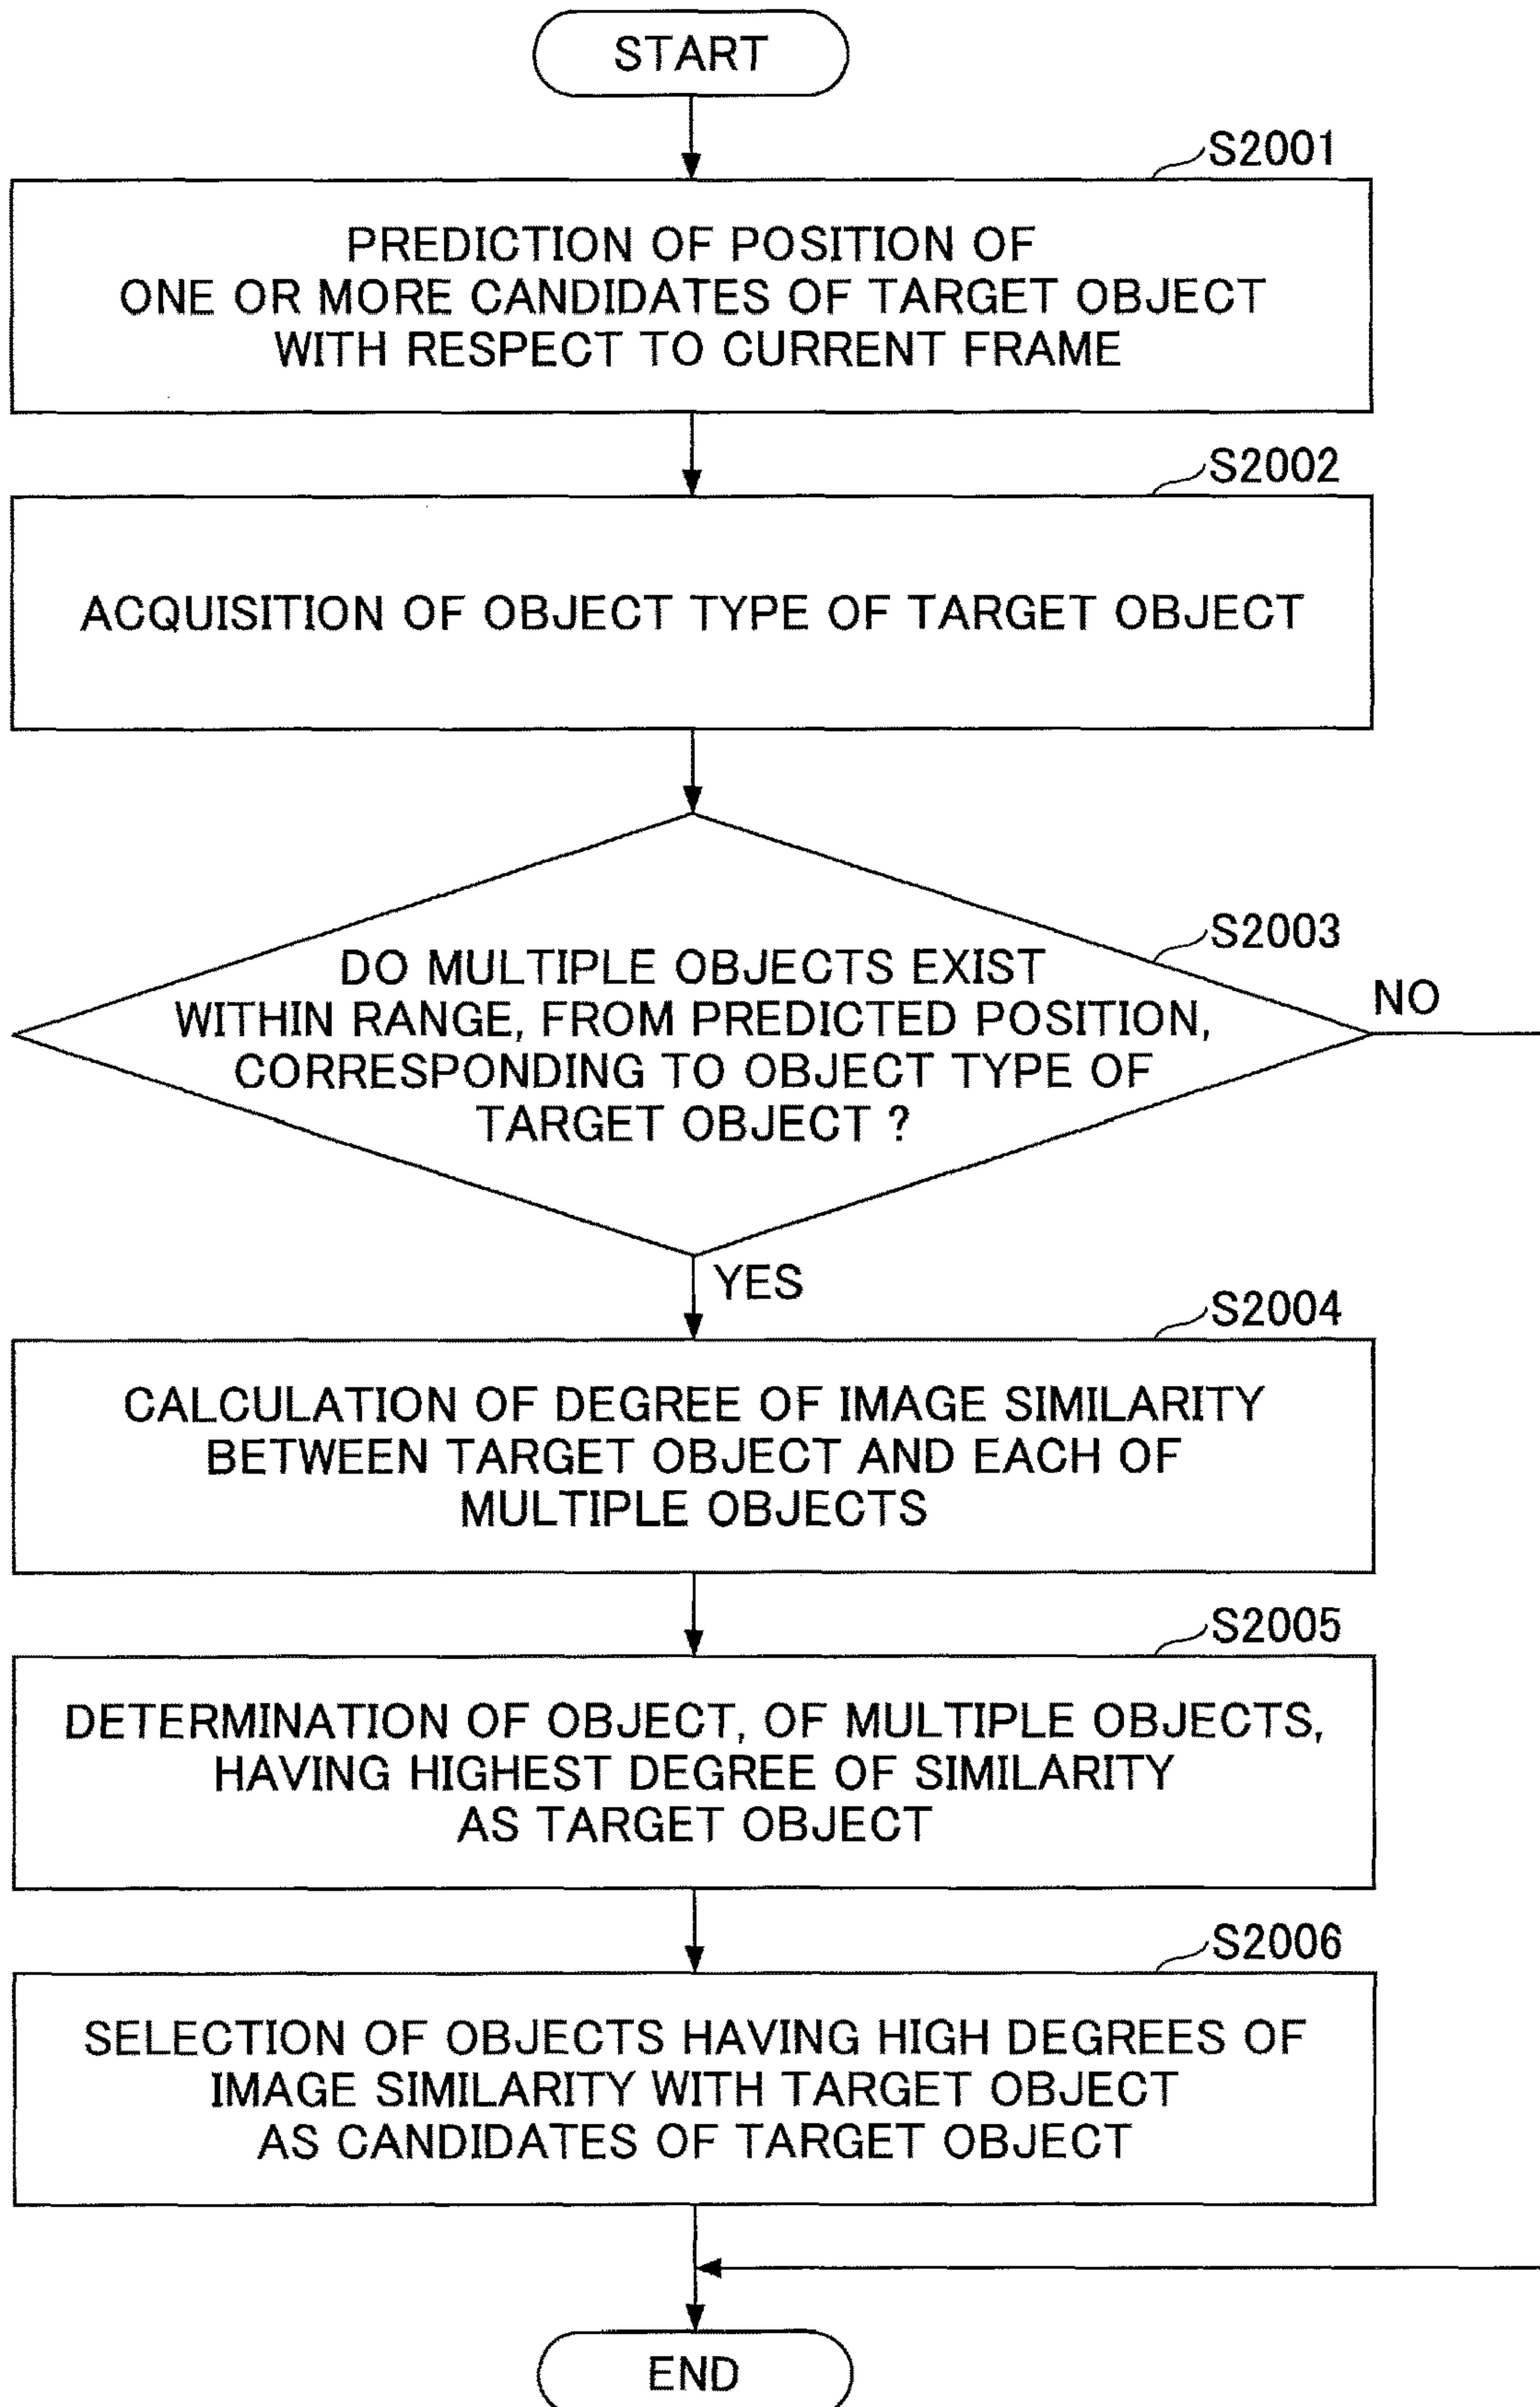 START
S2001
PREDICTION OF POSITION OF
ONE OR MORE CANDIDATES OF TARGET OBJECT
WITH RESPECT TO CURRENT FRAME
S2002
ACQUISITION OF OBJECT TYPE OF TARGET OBJECT
S2003
DO MULTIPLE OBJECTS EXIST
WITHIN RANGE, FROM PREDICTED POSITION,
CORRESPONDING TO OBJECT TYPE OF
TARGET OBJECT ?
NO
YES
S2004
CALCULATION OF DEGREE OF IMAGE SIMILARITY
BETWEEN TARGET OBJECT AND EACH OF
MULTIPLE OBJECTS
S2005
DETERMINATION OF OBJECT, OF MULTIPLE OBJECTS,
HAVING HIGHEST DEGREE OF SIMILARITY
AS TARGET OBJECT
S2006
SELECTION OF OBJECTS HAVING HIGH DEGREES OF
IMAGE SIMILARITY WITH TARGET OBJECT
AS CANDIDATES OF TARGET OBJECT
END